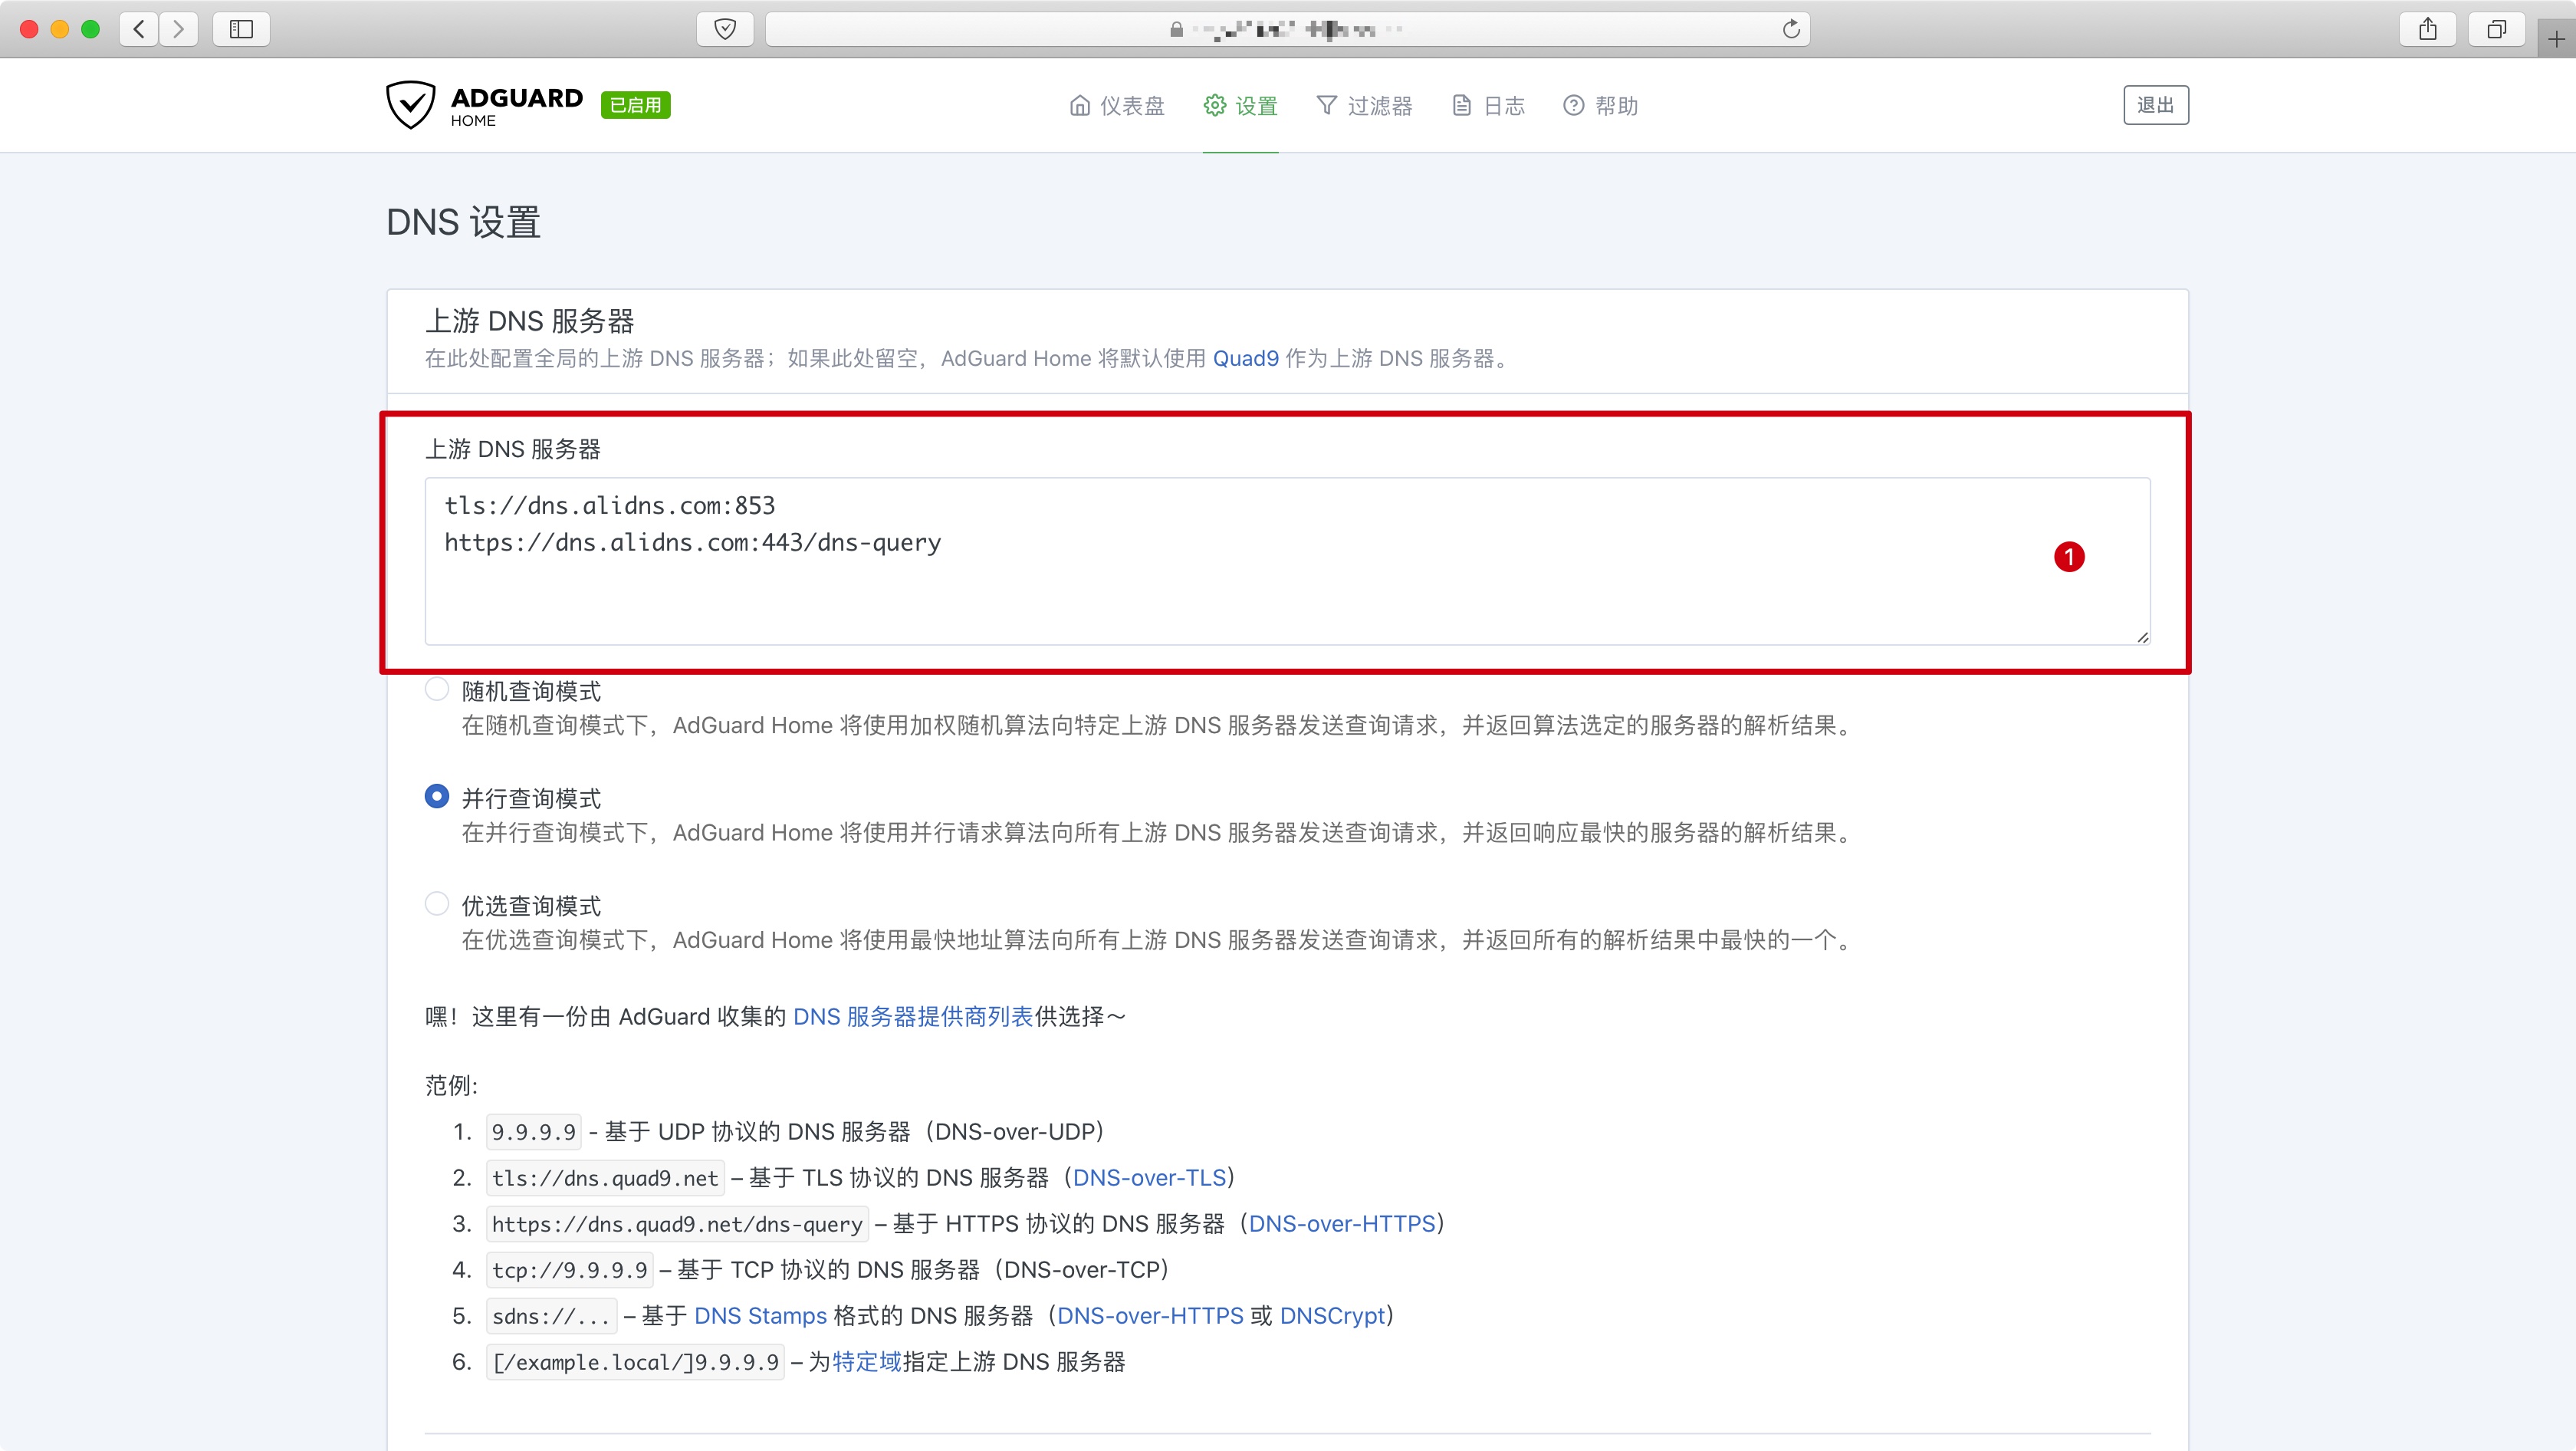 ADGUARD
HOME
已启用
仪表盘
设置
过滤器
日志
帮助
退出
DNS 设置
上游 DNS 服务器
在此处配置全局的上游 DNS 服务器；如果此处留空，AdGuard Home 将默认使用 Quad9 作为上游 DNS 服务器。
上游 DNS 服务器
tls://dns.alidns.com:853
https://dns.alidns.com:443/dns-query
1
随机查询模式
在随机查询模式下，AdGuard Home 将使用加权随机算法向特定上游 DNS 服务器发送查询请求，并返回算法选定的服务器的解析结果。
并行查询模式
在并行查询模式下，AdGuard Home 将使用并行请求算法向所有上游 DNS 服务器发送查询请求，并返回响应最快的服务器的解析结果。
优选查询模式
在优选查询模式下，AdGuard Home 将使用最快地址算法向所有上游 DNS 服务器发送查询请求，并返回所有的解析结果中最快的一个。
嘿！这里有一份由 AdGuard 收集的 DNS 服务器提供商列表供选择～
范例:
1. 9.9.9.9 - 基于 UDP 协议的 DNS 服务器（DNS-over-UDP）
2. tls://dns.quad9.net – 基于 TLS 协议的 DNS 服务器（DNS-over-TLS）
3. https://dns.quad9.net/dns-query – 基于 HTTPS 协议的 DNS 服务器（DNS-over-HTTPS）
4. tcp://9.9.9.9 – 基于 TCP 协议的 DNS 服务器（DNS-over-TCP）
5. sdns://... – 基于 DNS Stamps 格式的 DNS 服务器（DNS-over-HTTPS 或 DNSCrypt）
6. [/example.local/]9.9.9.9 – 为特定域指定上游 DNS 服务器